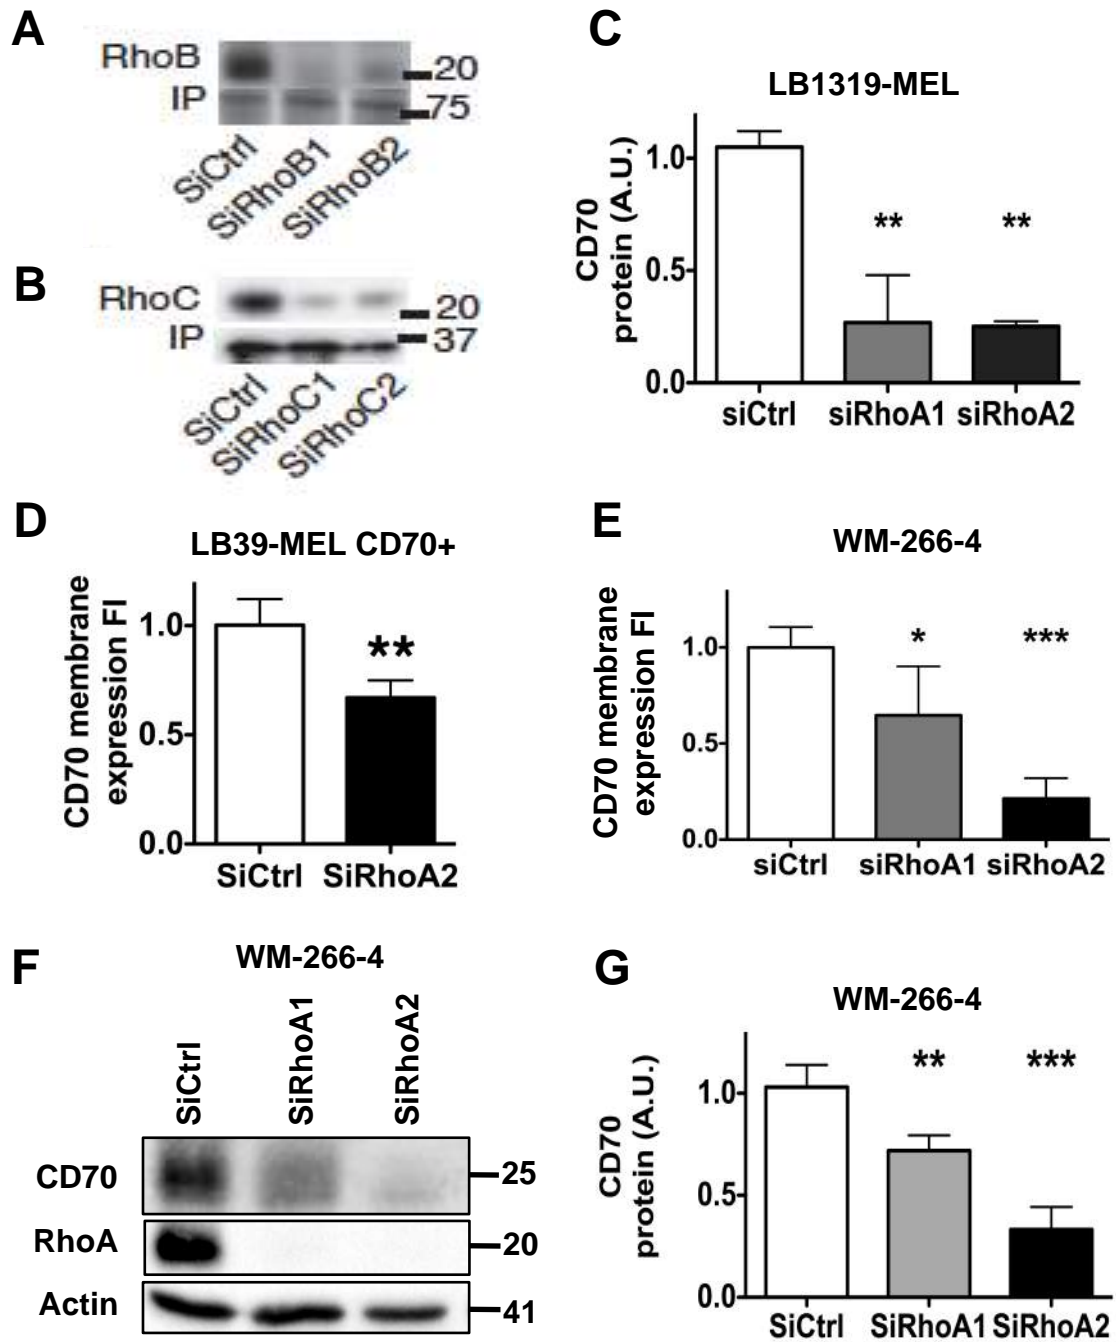 A
RhoB
20
IP
75
SiCtrl
SiRhoB1
SiRhoB2
B
RhoC
20
IP
37
SiCtrl
SiRhoC1
SiRhoC2
C
LB1319-MEL
CD70
protein (A.U.)
1.0
0.5
0.0
** **
siCtrl siRhoA1 siRhoA2
D
LB39-MEL CD70+
CD70 membrane
expression FI
1.0
0.5
0.0
**
SiCtrl SiRhoA2
E
WM-266-4
CD70 membrane
expression FI
1.0
0.5
0.0
* ***
siCtrl siRhoA1 siRhoA2
F
WM-266-4
SiCtrl
SiRhoA1
SiRhoA2
CD70
25
RhoA
20
Actin
41
G
WM-266-4
CD70
protein (A.U.)
1.0
0.5
0.0
** ***
SiCtrl SiRhoA1 SiRhoA2